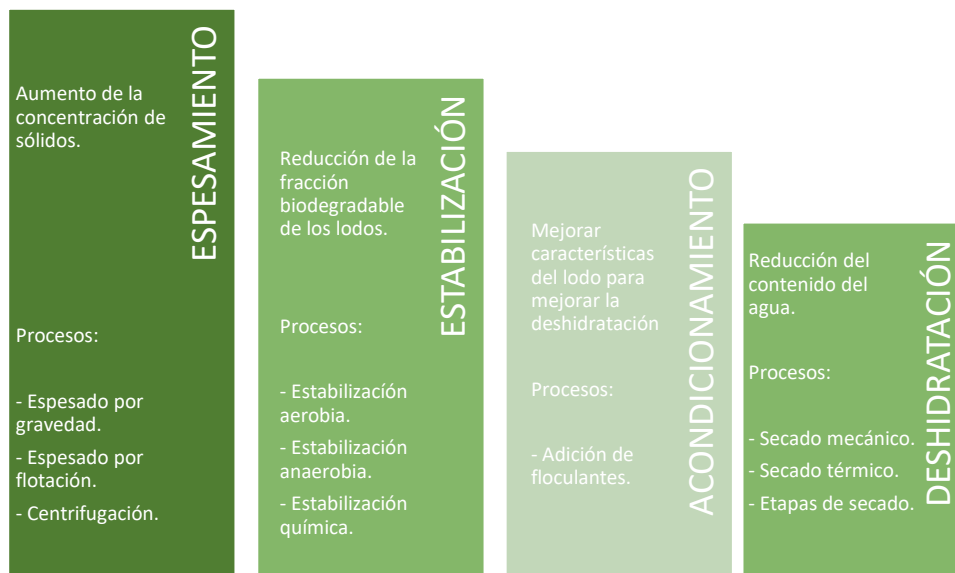 ESPESAMIENTO
Aumento de la
concentración de
sólidos.
Procesos:
- Espesado por
gravedad.
- Espesado por
flotación.
- Centrifugación.
ESTABILIZACIÓN
Reducción de la
fracción
biodegradable
de los lodos.
Procesos:
- Estabilizacíón
aerobia.
- Estabilización
anaerobia.
- Estabilización
química.
ACONDICIONAMIENTO
Mejorar
características
del lodo para
mejorar la
deshidratación
Procesos:
- Adición de
floculantes.
DESHIDRATACIÓN
Reducción del
contenido del
agua.
Procesos:
- Secado mecánico.
- Secado térmico.
- Etapas de secado.